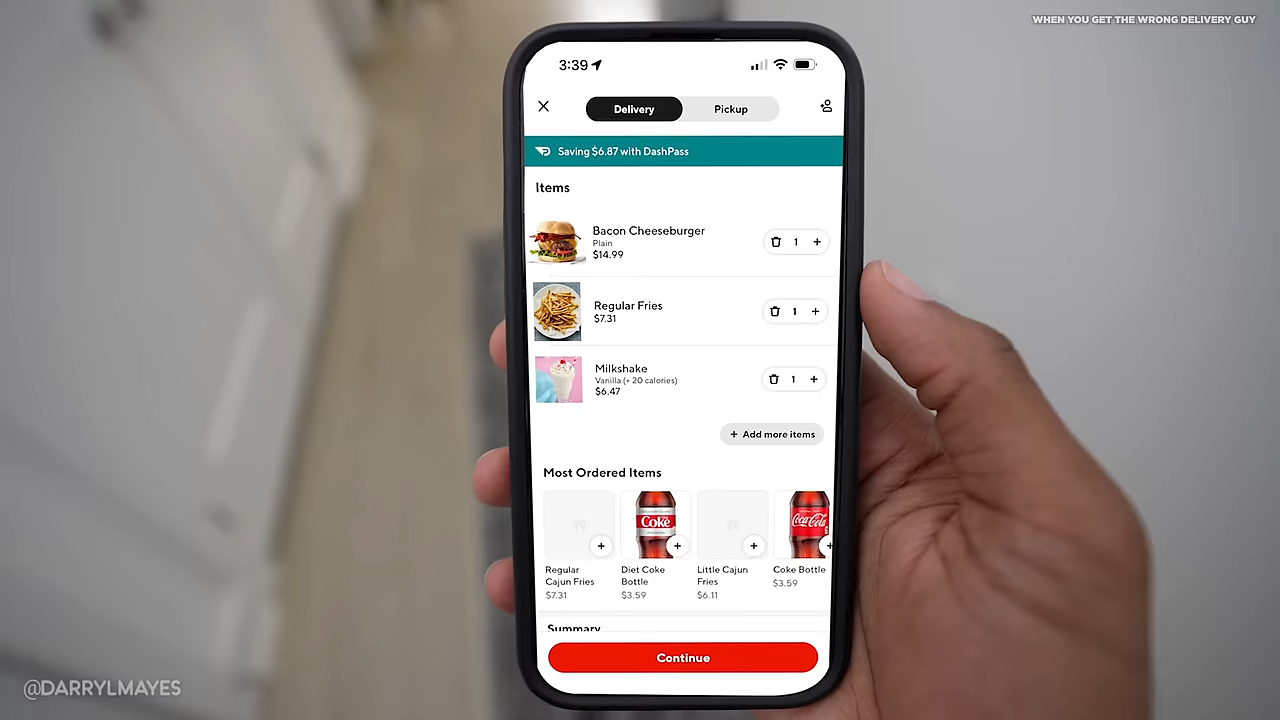 WHEN YOU GET THE WRONG DELIVERY GUY
3:39
Delivery
Pickup
Saving $6.87 with DashPass
Items
Bacon Cheeseburger
Plain
$14.99
1
Regular Fries
$7.31
1
Milkshake
Vanilla (+ 20 calories)
$6.47
1
+ Add more items
Most Ordered Items
Coke
Coca-Cola
Regular
Cajun Fries
$7.31
Diet Coke
Bottle
$3.59
Little Cajun
Fries
$6.11
Coke Bottle
$3.59
Summary
Continue
@DARRYLMAYES